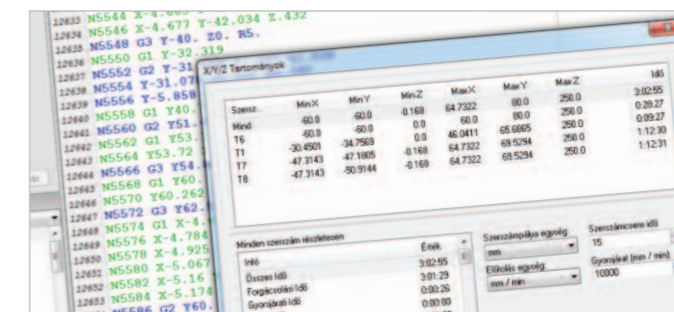 12633 N5544 X-4.665
12634 N5546 X-4.677 Y-42.034 Z.432
12635 N5548 G3 Y-40. Z0. R5.
12636 N5550 G1 Y-32.319
12637 N5552 G2 Y-31
12638 N5554 Y-31.07
12639 N5556 Y-5.858
12640 N5558 G1 Y40.
12641 N5560 G2 Y51.
12642 N5562 G1 Y53.
12643 N5564 Y53.72
12644 N5566 G3 Y54.
12645 N5568 G1 Y60.
12646 N5570 Y60.262
12647 N5572 G3 Y62.
12648 N5574 G1 X-4.
12649 N5576 X-4.784
12650 N5578 X-4.925
12651 N5580 X-5.067
12652 N5582 X-5.16
12653 N5584 X-5.174
N5586 G2 Y60.
X/Y/Z Tartományok
Szersz... Min X Min Y Min Z Max X Max Y Max Z Idő
Mind -60.0 -60.0 -0.168 64.7322 80.0 250.0 3:02:55
T6 -60.0 -60.0 0.0 60.0 80.0 250.0 0:28:27
T1 -30.4501 -34.7569 0.0 46.0411 65.6865 250.0 0:09:27
T7 -47.3143 -47.1805 -0.168 64.7322 69.5294 250.0 1:12:30
T8 -47.3143 -50.9144 -0.168 64.7322 69.5294 250.0 1:12:31
Minden szerszám részletesen
Infó Érték
Összes Idő 3:02:55
Forgácsolási Idő 3:01:29
Gyorsjárati Idő 0:00:26
0:00:00
Szerszámpálya egység
mm
Előtolás egység
mm / min
Szerszámcsere idő
15
Gyorsjárat (mm / min)
10000